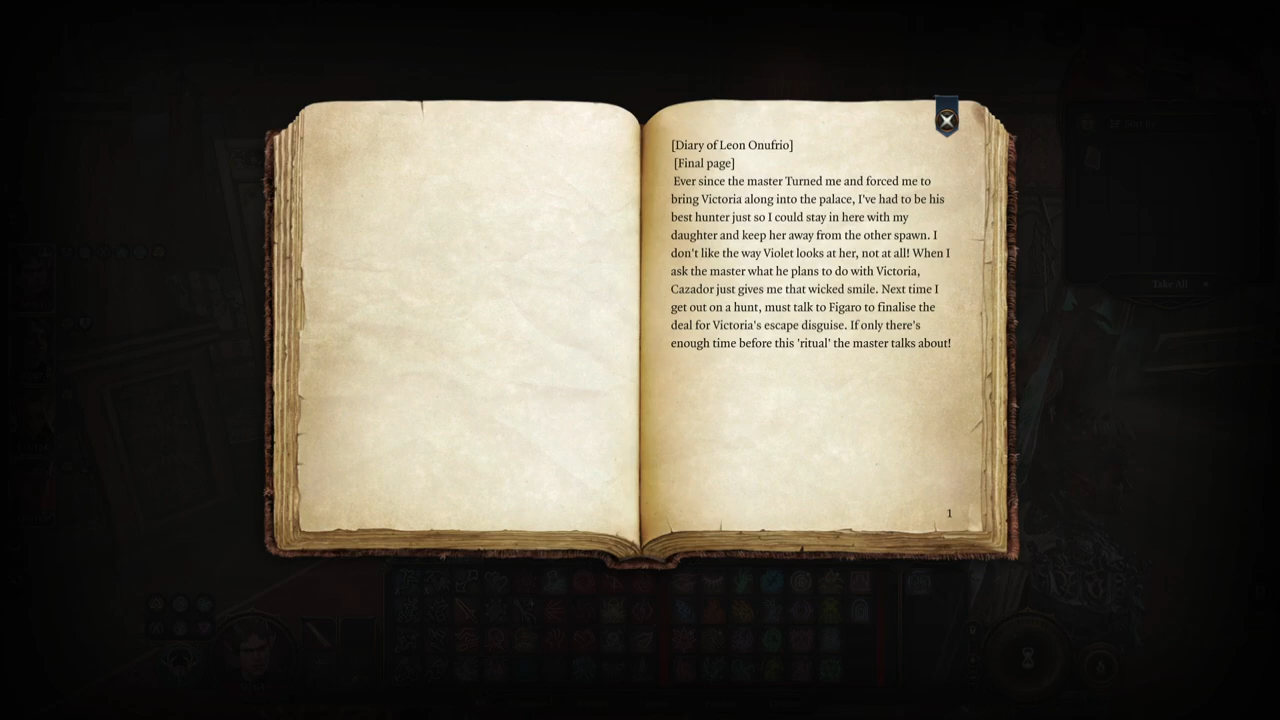 [Diary of Leon Onufrio]
[Final page]
Ever since the master Turned me and forced me to
bring Victoria along into the palace, I've had to be his
best hunter just so I could stay in here with my
daughter and keep her away from the other spawn. I
don't like the way Violet looks at her, not at all! When I
ask the master what he plans to do with Victoria,
Cazador just gives me that wicked smile. Next time I
get out on a hunt, must talk to Figaro to finalise the
deal for Victoria's escape disguise. If only there's
enough time before this 'ritual' the master talks about!
1
Take All